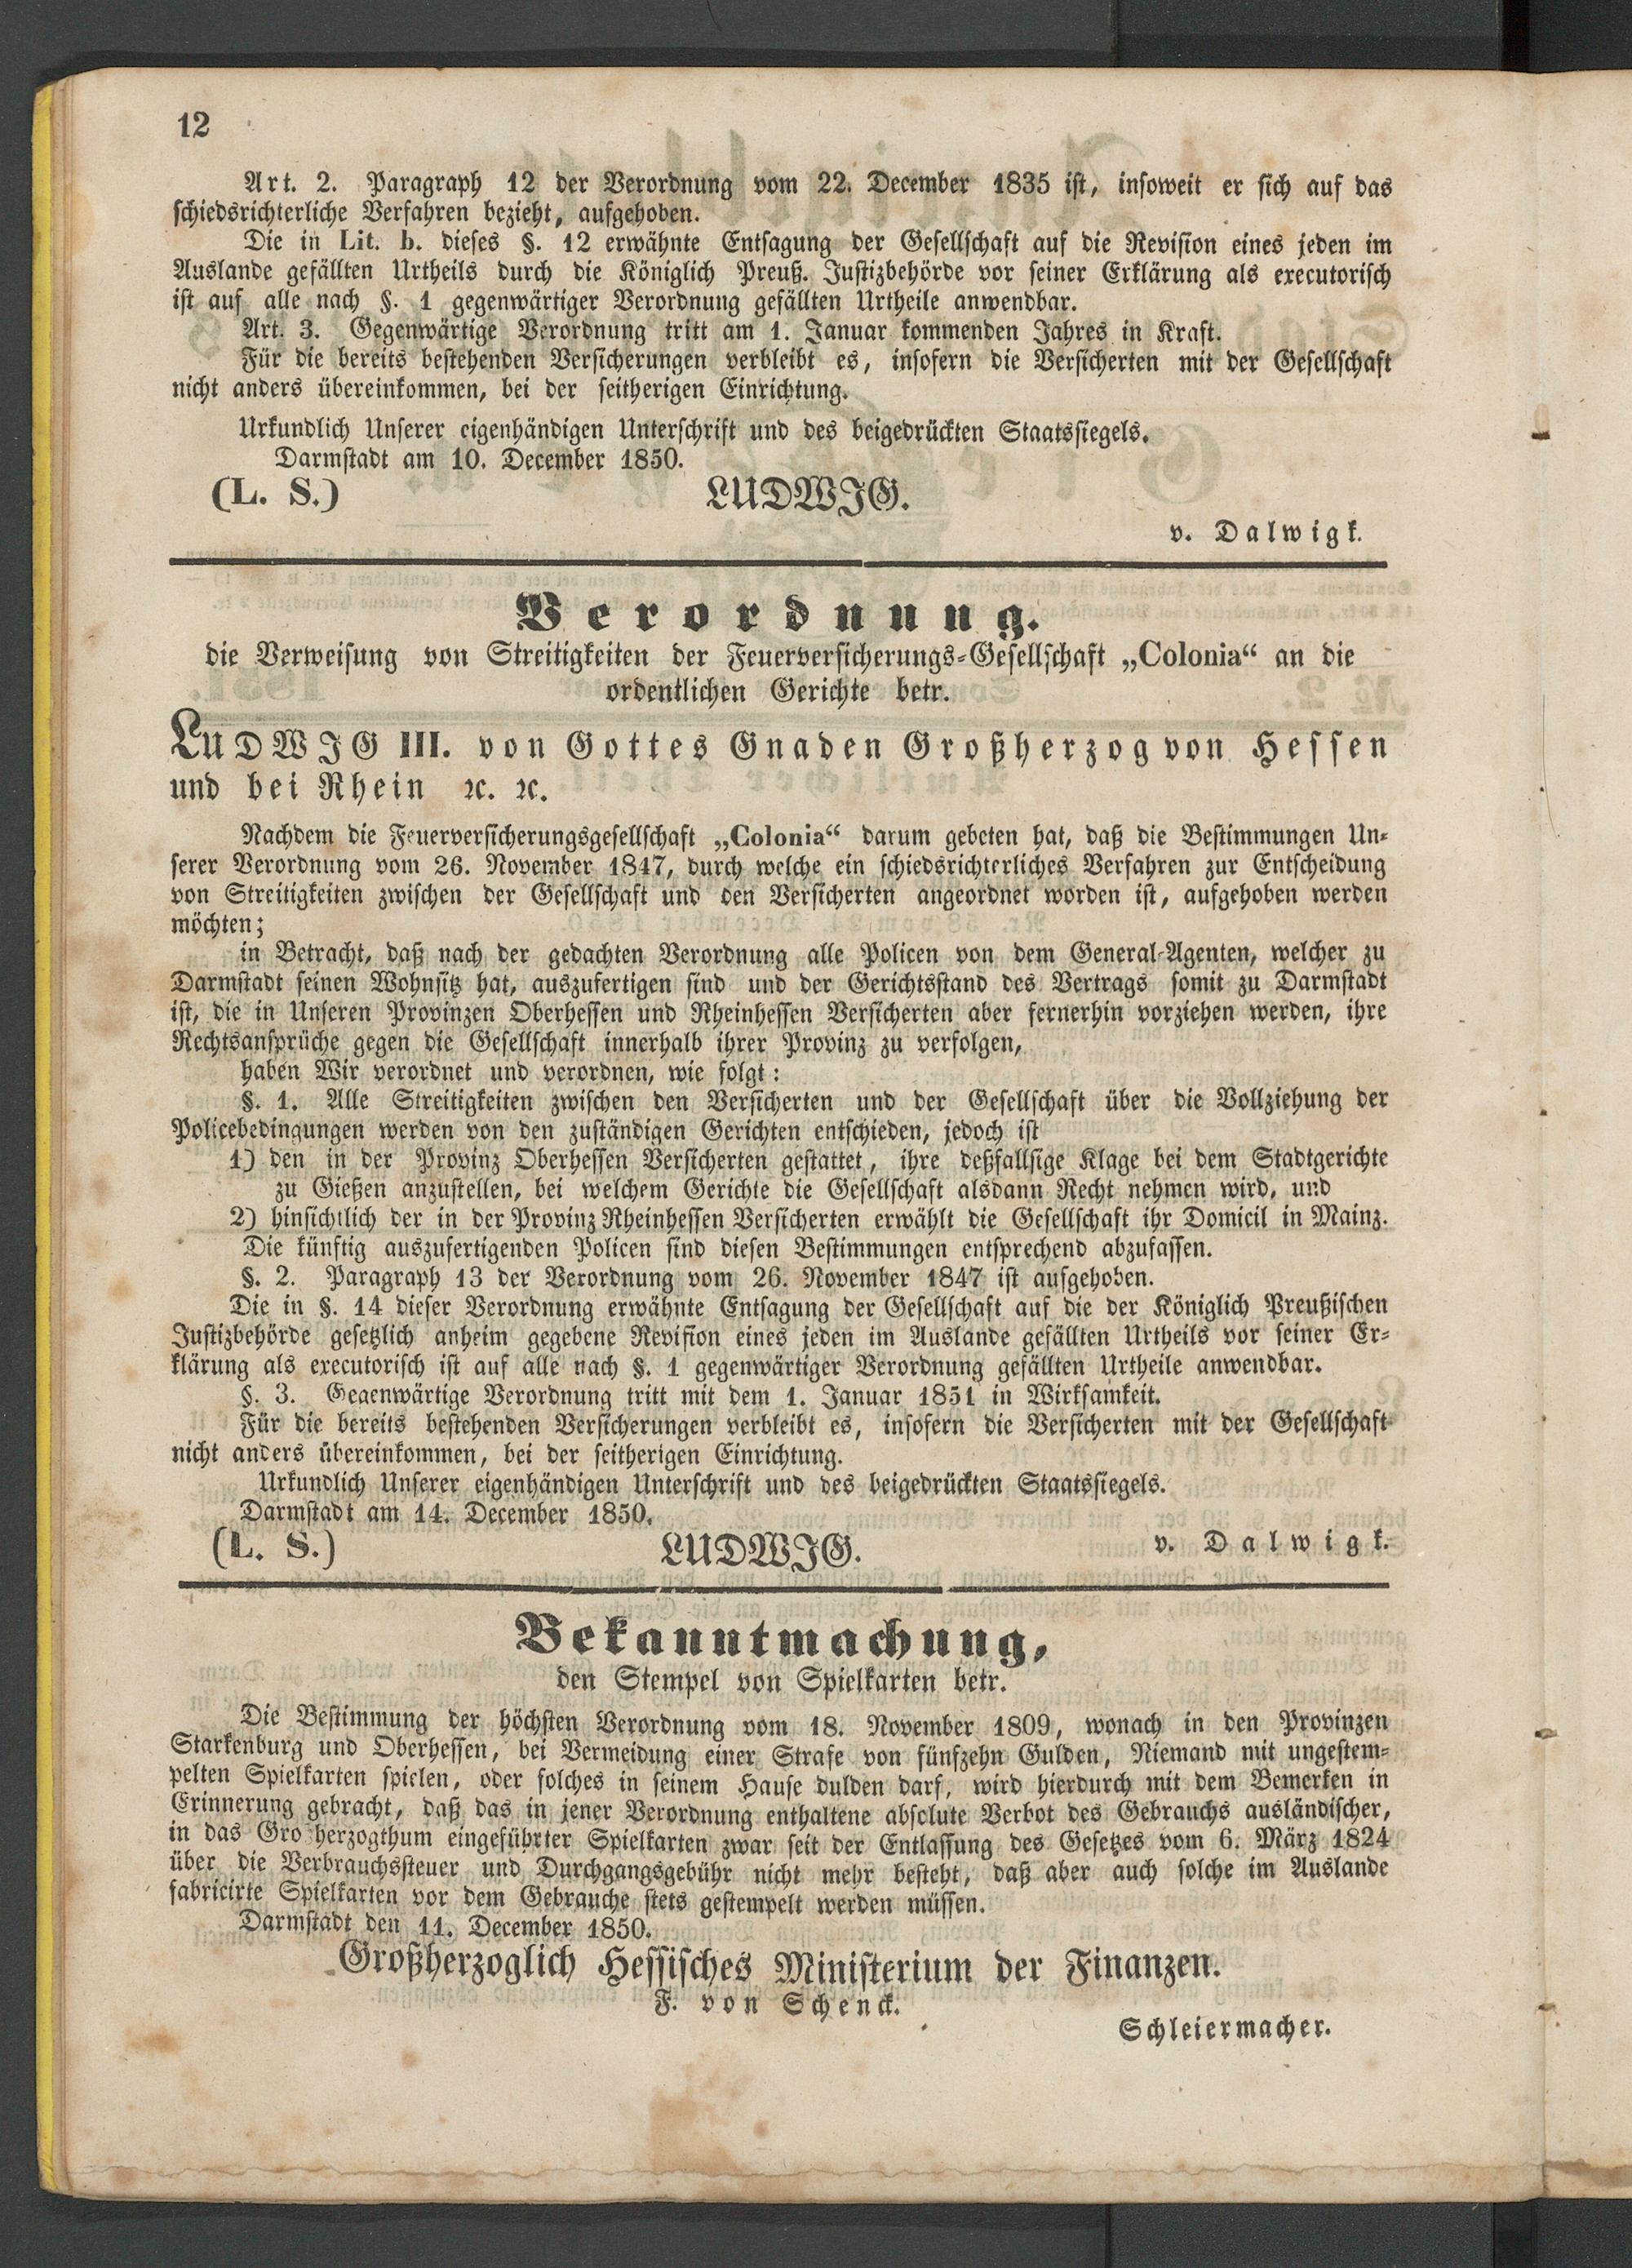 12
Art. 2. Paragraph 12 der Verordnung vom 22. December 1835 ist, insoweit er sich auf das
schiedsrichterliche Verfahren bezieht, aufgehoben.
Die in Lit. b. dieses §. 12 erwähnte Entsagung der Gesellschaft auf die Revision eines jeden im
Auslande gefällten Urtheils durch die Königlich Preuß. Justizbehörde vor seiner Erklärung als executorisch
ist auf alle nach §. 1 gegenwärtiger Verordnung gefällten Urtheile anwendbar.
Art. 3. Gegenwärtige Verordnung tritt am 1. Januar kommenden Jahres in Kraft.
Für die bereits bestehenden Versicherungen verbleibt es, insofern die Versicherten mit der Gesellschaft
nicht anders übereinkommen, bei der seitherigen Einrichtung.
Urkundlich Unserer eigenhändigen Unterschrift und des beigedrückten Staatssiegels.
Darmstadt am 10. December 1850.
(L. S.) LUDWIG.
v. Dalwigk.
Verordnung.
die Verweisung von Streitigkeiten der Feuerversicherungs-Gesellschaft „Colonia“ an die
ordentlichen Gerichte betr.
LUDWIG III. von Gottes Gnaden Großherzog von Hessen
und bei Rhein ꝛc. ꝛc.
Nachdem die Feuerversicherungsgesellschaft „Colonia“ darum gebeten hat, daß die Bestimmungen Un-
serer Verordnung vom 26. November 1847, durch welche ein schiedsrichterliches Verfahren zur Entscheidung
von Streitigkeiten zwischen der Gesellschaft und den Versicherten angeordnet worden ist, aufgehoben werden
möchten;
in Betracht, daß nach der gedachten Verordnung alle Policen von dem General-Agenten, welcher zu
Darmstadt seinen Wohnsitz hat, auszufertigen sind und der Gerichtsstand des Vertrags somit zu Darmstadt
ist, die in Unseren Provinzen Oberhessen und Rheinhessen Versicherten aber fernerhin vorziehen werden, ihre
Rechtsansprüche gegen die Gesellschaft innerhalb ihrer Provinz zu verfolgen,
haben Wir verordnet und verordnen, wie folgt:
§. 1. Alle Streitigkeiten zwischen den Versicherten und der Gesellschaft über die Vollziehung der
Policebedingungen werden von den zuständigen Gerichten entschieden, jedoch ist
1) den in der Provinz Oberhessen Versicherten gestattet, ihre deßfallsige Klage bei dem Stadtgerichte
zu Gießen anzustellen, bei welchem Gerichte die Gesellschaft alsdann Recht nehmen wird, und
2) hinsichtlich der in der Provinz Rheinhessen Versicherten erwählt die Gesellschaft ihr Domicil in Mainz.
Die künftig auszufertigenden Policen sind diesen Bestimmungen entsprechend abzufassen.
§. 2. Paragraph 13 der Verordnung vom 26. November 1847 ist aufgehoben.
Die in §. 14 dieser Verordnung erwähnte Entsagung der Gesellschaft auf die der Königlich Preußischen
Justizbehörde gesetzlich anheim gegebene Revision eines jeden im Auslande gefällten Urtheils vor seiner Er-
klärung als executorisch ist auf alle nach §. 1 gegenwärtiger Verordnung gefällten Urtheile anwendbar.
§. 3. Gegenwärtige Verordnung tritt mit dem 1. Januar 1851 in Wirksamkeit.
Für die bereits bestehenden Versicherungen verbleibt es, insofern die Versicherten mit der Gesellschaft
nicht anders übereinkommen, bei der seitherigen Einrichtung.
Urkundlich Unserer eigenhändigen Unterschrift und des beigedrückten Staatssiegels.
Darmstadt am 14. December 1850.
(L. S.) LUDWIG. v. Dalwigk.
Bekanntmachung,
den Stempel von Spielkarten betr.
Die Bestimmung der höchsten Verordnung vom 18. November 1809, wonach in den Provinzen
Starkenburg und Oberhessen, bei Vermeidung einer Strafe von fünfzehn Gulden, Niemand mit ungestem-
pelten Spielkarten spielen, oder solches in seinem Hause dulden darf, wird hierdurch mit dem Bemerken in
Erinnerung gebracht, daß das in jener Verordnung enthaltene absolute Verbot des Gebrauchs ausländischer,
in das Gro herzogthum eingeführter Spielkarten zwar seit der Entlassung des Gesetzes vom 6. März 1824
über die Verbrauchssteuer und Durchgangsgebühr nicht mehr besteht, daß aber auch solche im Auslande
fabricirte Spielkarten vor dem Gebrauche stets gestempelt werden müssen.
Darmstadt den 11. December 1850.
Großherzoglich Hessisches Ministerium der Finanzen.
F. von Schenck.
Schleiermacher.